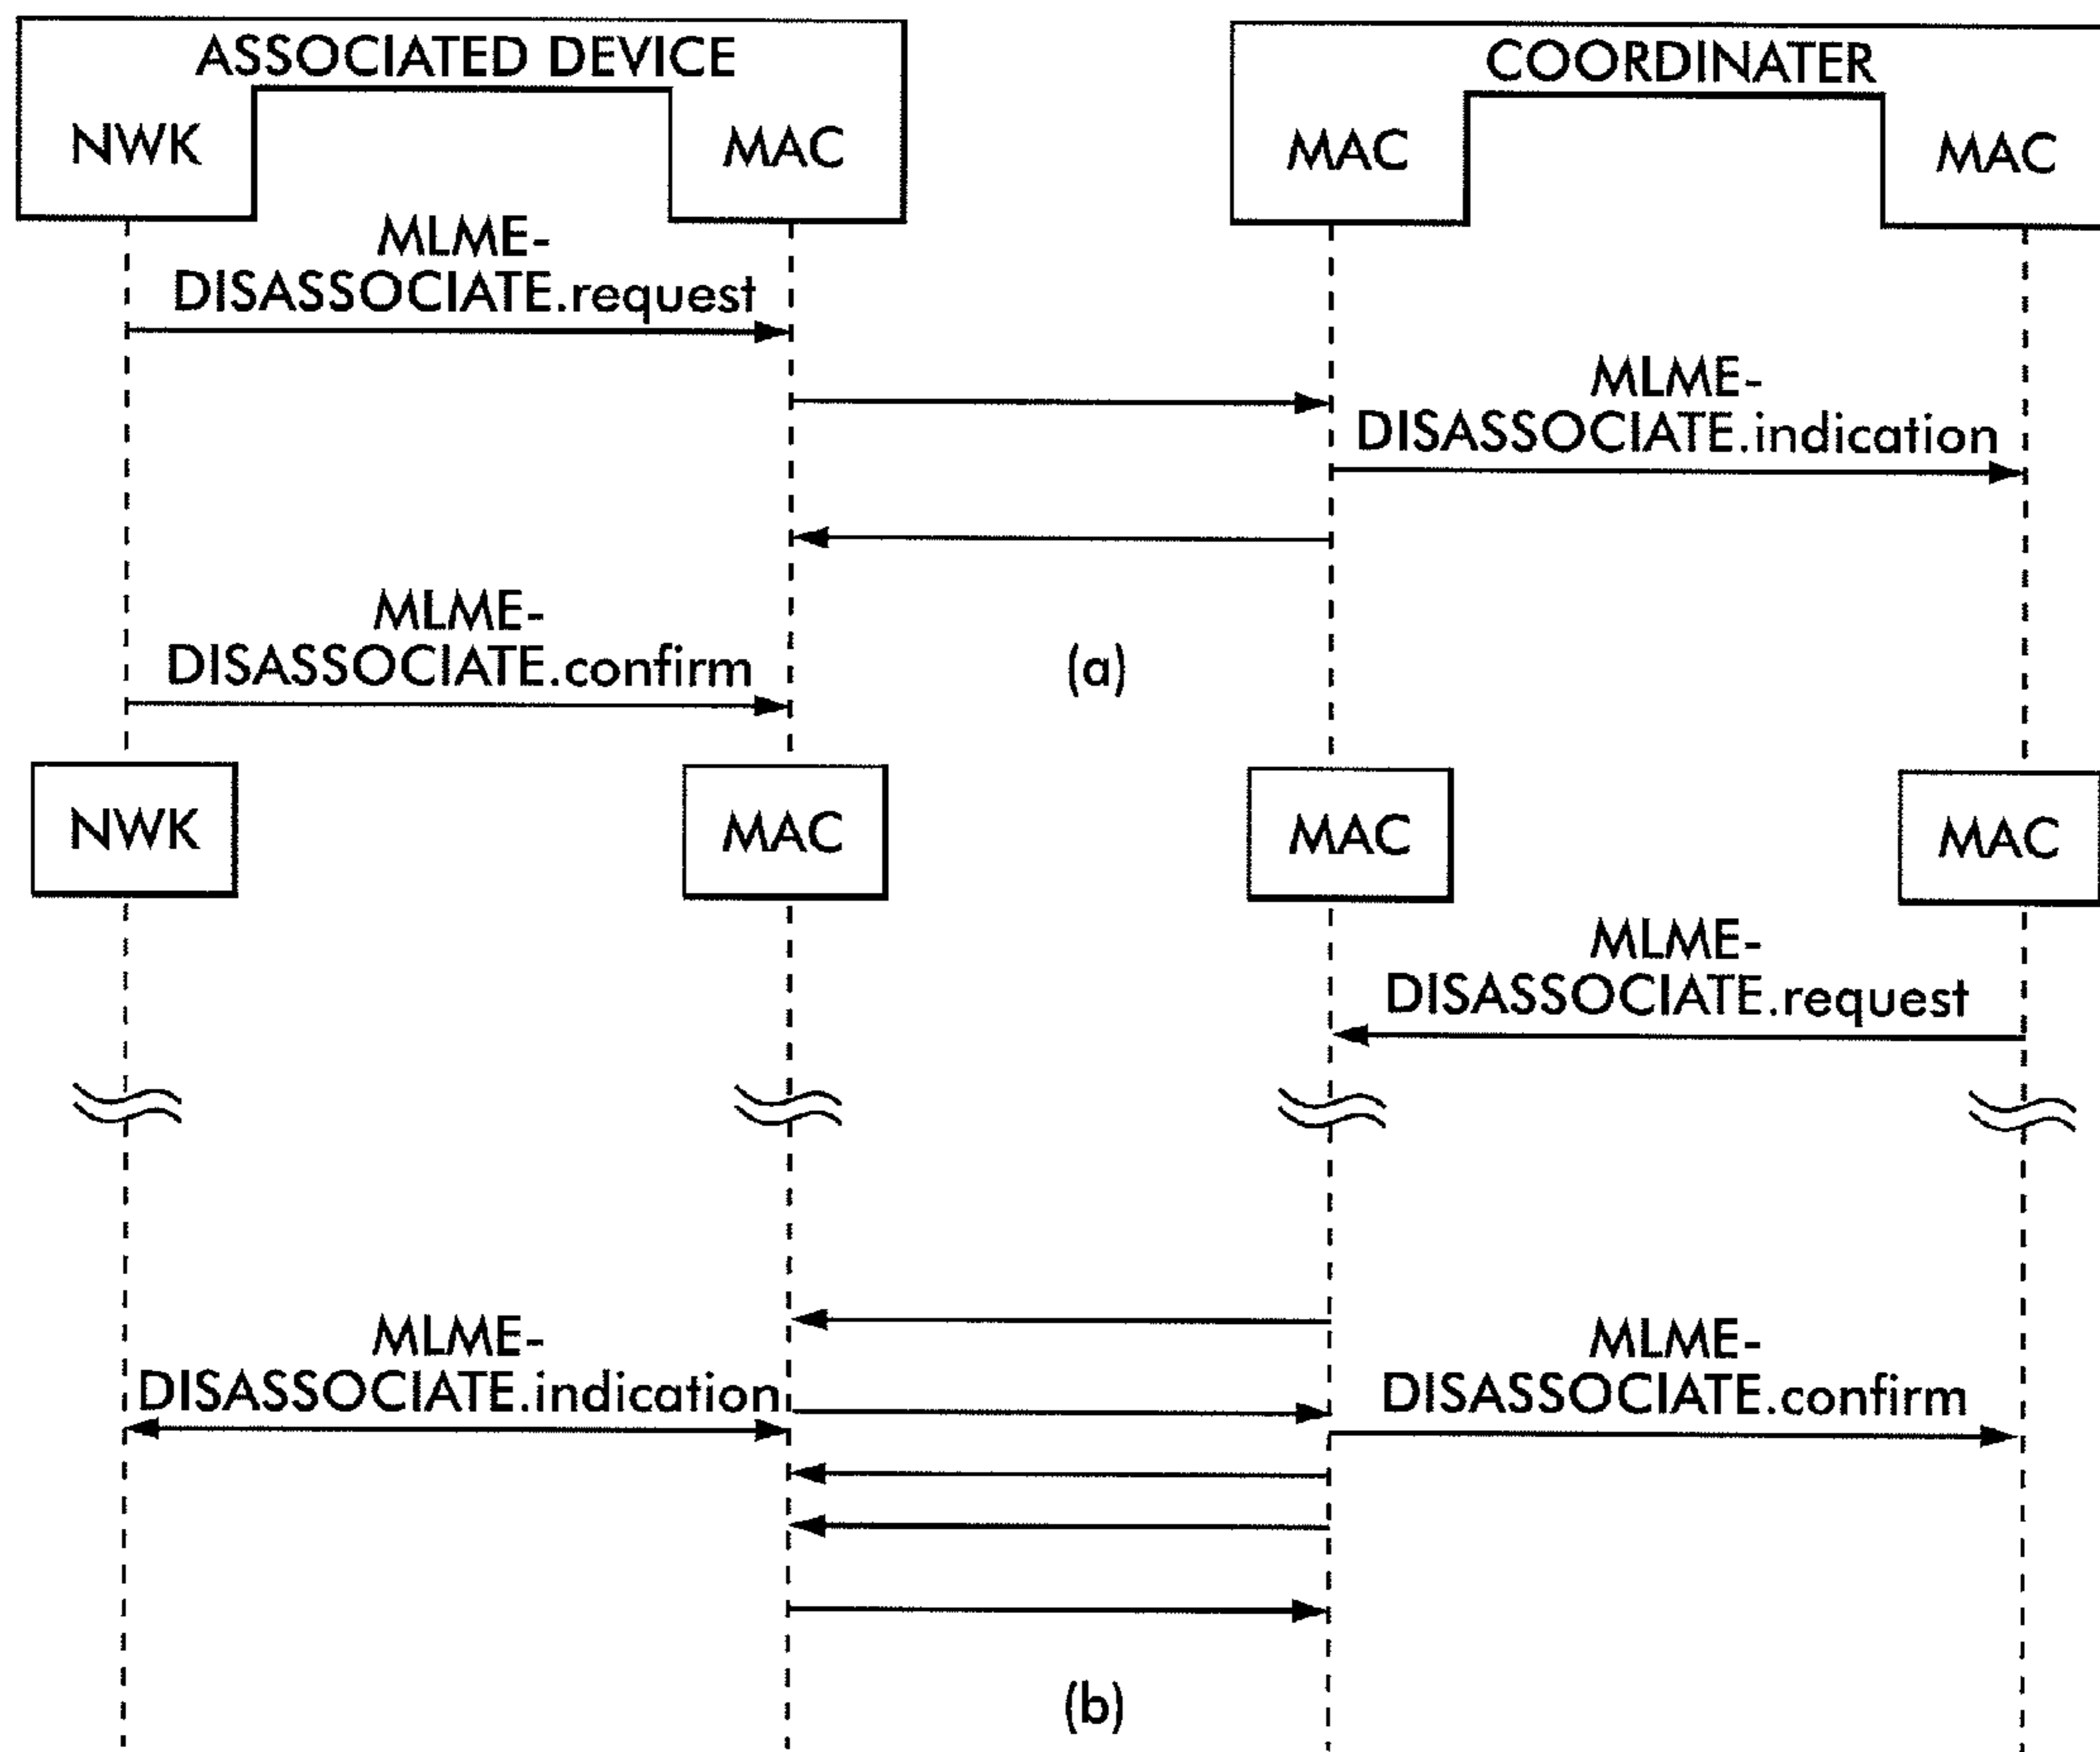 ASSOCIATED DEVICE
COORDINATER
NWK
MAC
MAC
MAC
MLME-
DISASSOCIATE.request
MLME-
DISASSOCIATE.indication
MLME-
DISASSOCIATE.confirm
(a)
NWK
MAC
MAC
MAC
MLME-
DISASSOCIATE.request
MLME-
DISASSOCIATE.indication
MLME-
DISASSOCIATE.confirm
(b)